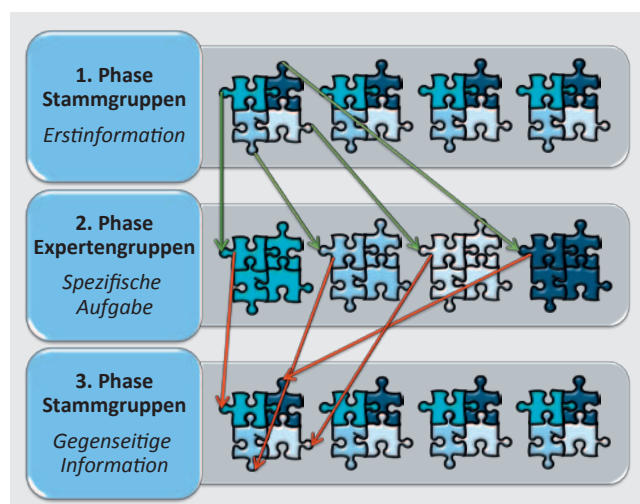 1. Phase
Stammgruppen
Erstinformation
2. Phase
Expertengruppen
Spezifische
Aufgabe
3. Phase
Stammgruppen
Gegenseitige
Information